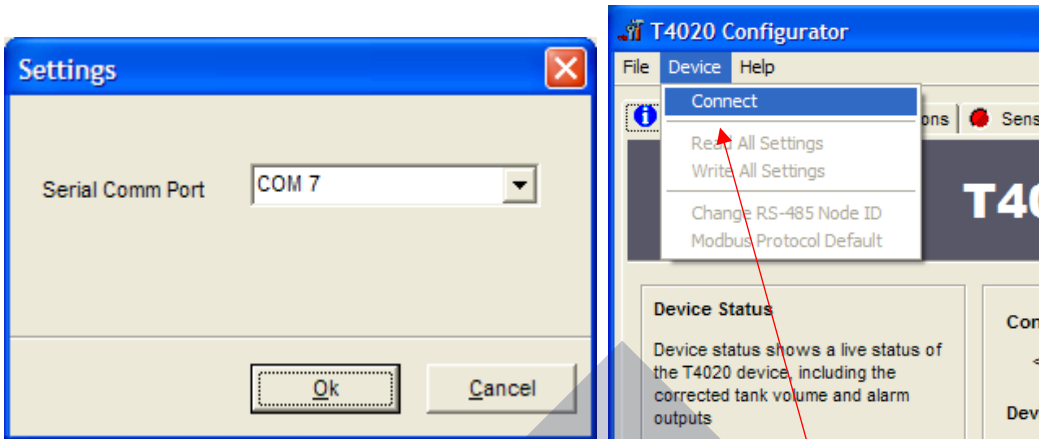 Settings
Serial Comm Port
COM 7
Ok
Cancel
T4020 Configurator
File Device Help
Connect
Read All Settings
Write All Settings
Change RS-485 Node ID
Modbus Protocol Default
ons
Sens
T40
Device Status
Device status shows a live status of
the T4020 device, including the
corrected tank volume and alarm
outputs
Con
<
Dev